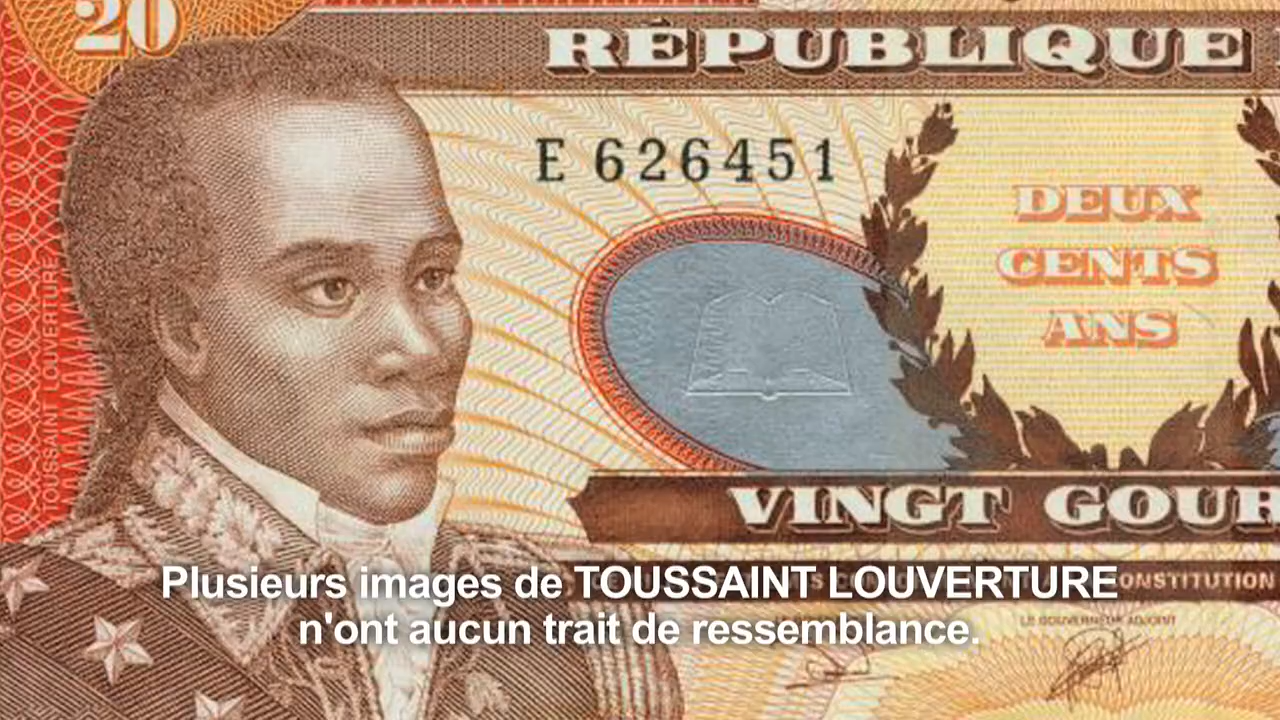 20
RÉPUBLIQUE
E 626451
DEUX
CENTS
ANS
TOUSSAINT LOUVERTURE
VINGT GOUR
ONSTITUTION
LE GOUVERNEUR ADJOINT
Plusieurs images de TOUSSAINT LOUVERTURE
n'ont aucun trait de ressemblance.